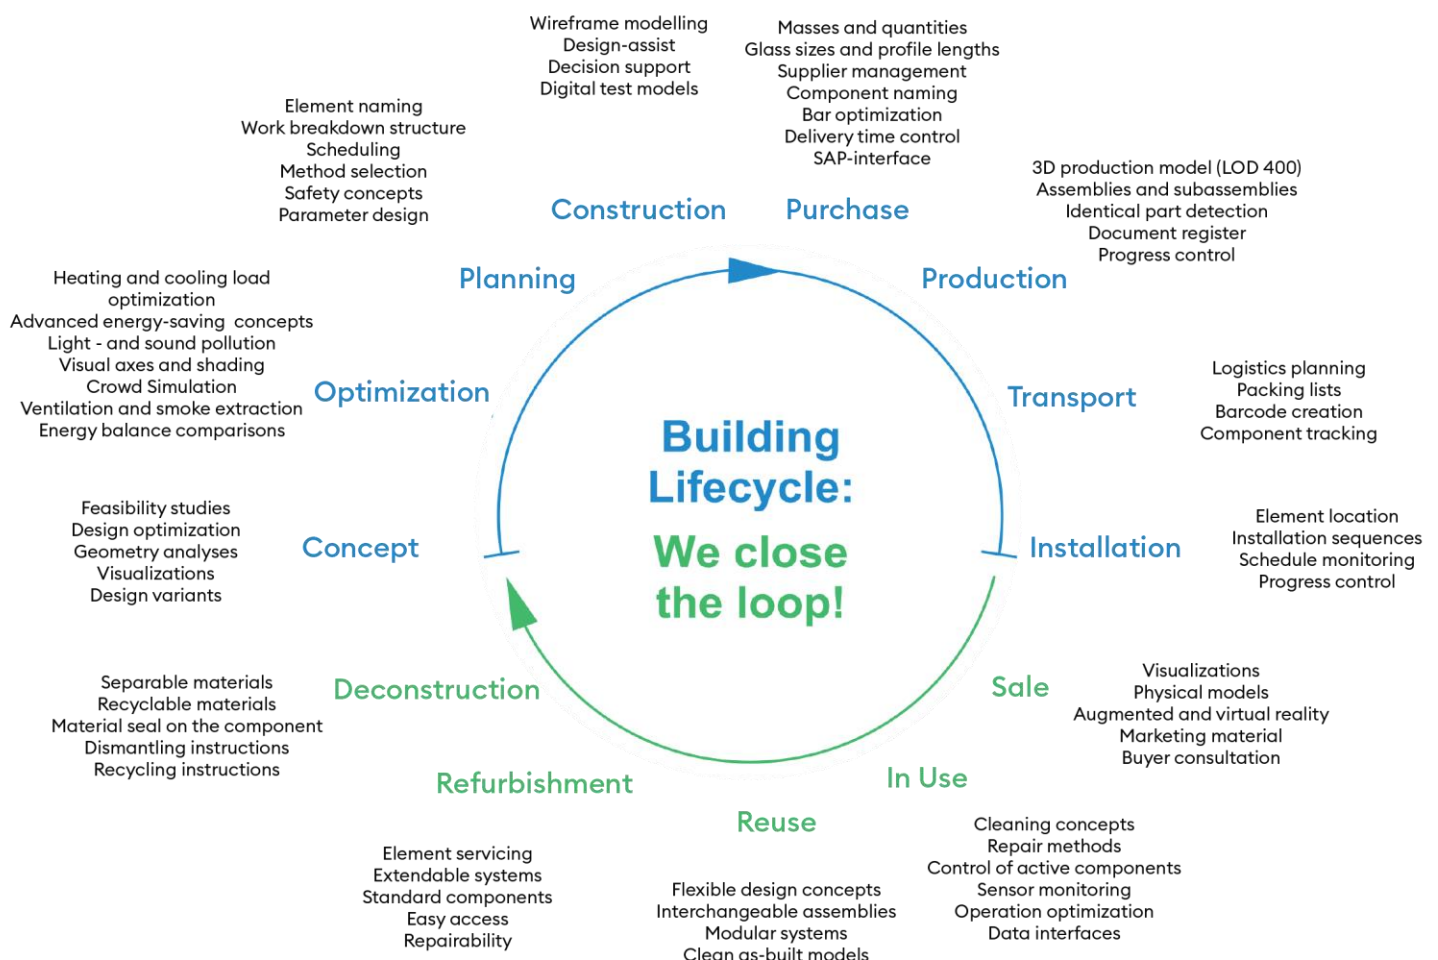 Wireframe modelling
Design-assist
Decision support
Digital test models
Construction
Masses and quantities
Glass sizes and profile lengths
Supplier management
Component naming
Bar optimization
Delivery time control
SAP-interface
Purchase
3D production model (LOD 400)
Assemblies and subassemblies
Identical part detection
Document register
Progress control
Production
Logistics planning
Packing lists
Barcode creation
Component tracking
Transport
Element location
Installation sequences
Schedule monitoring
Progress control
Installation
Visualizations
Physical models
Augmented and virtual reality
Marketing material
Buyer consultation
Sale
In Use
Cleaning concepts
Repair methods
Control of active components
Sensor monitoring
Operation optimization
Data interfaces
Reuse
Flexible design concepts
Interchangeable assemblies
Modular systems
Clean as-built models
Refurbishment
Element servicing
Extendable systems
Standard components
Easy access
Repairability
Deconstruction
Separable materials
Recyclable materials
Material seal on the component
Dismantling instructions
Recycling instructions
Concept
Feasibility studies
Design optimization
Geometry analyses
Visualizations
Design variants
Optimization
Heating and cooling load
optimization
Advanced energy-saving concepts
Light - and sound pollution
Visual axes and shading
Crowd Simulation
Ventilation and smoke extraction
Energy balance comparisons
Planning
Element naming
Work breakdown structure
Scheduling
Method selection
Safety concepts
Parameter design
Building
Lifecycle:
We close
the loop!